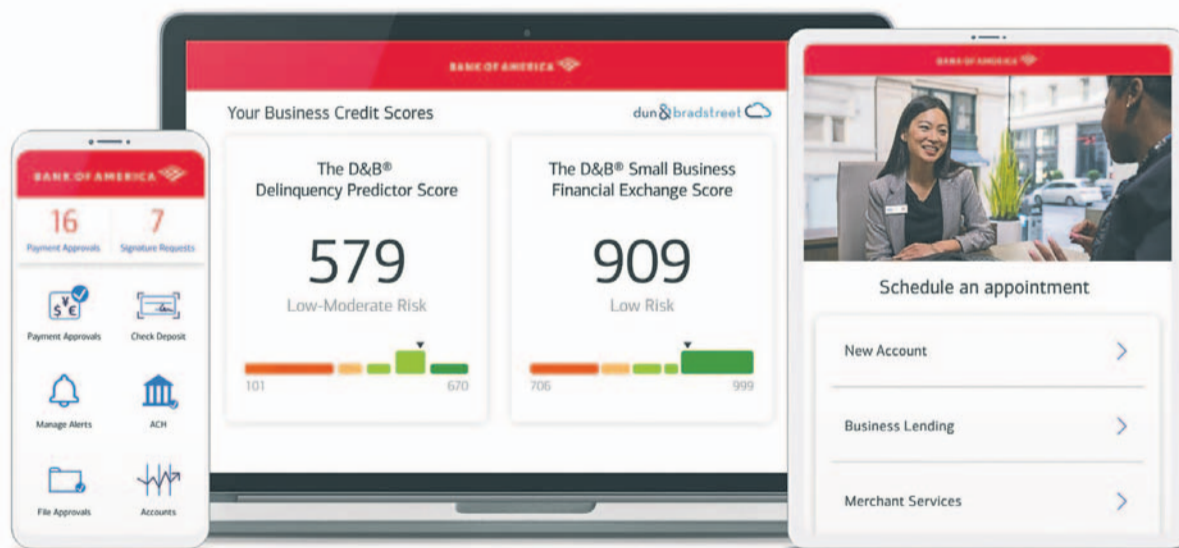 BANK OF AMERICA
16
7
Payment Approvals
Signature Requests
$ ¥ €
Payment Approvals
Check Deposit
Manage Alerts
ACH
File Approvals
Accounts
BANK OF AMERICA
Your Business Credit Scores
dun & bradstreet
The D&B®
Delinquency Predictor Score
579
Low-Moderate Risk
101
670
The D&B® Small Business
Financial Exchange Score
909
Low Risk
706
999
BANK OF AMERICA
Schedule an appointment
New Account
Business Lending
Merchant Services